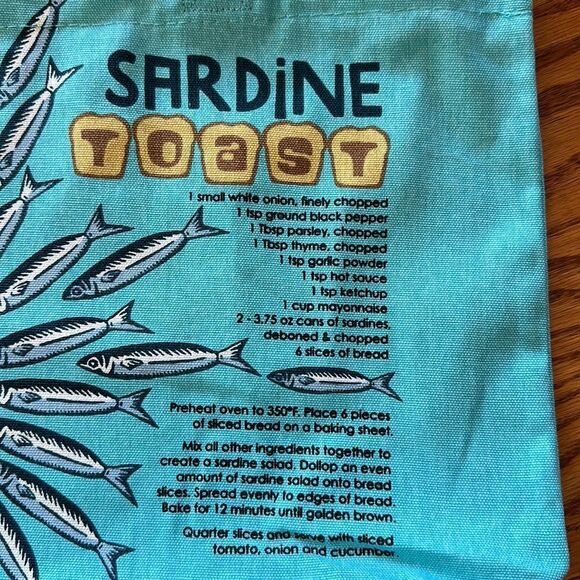 SARDiNE
TOaST
1 small white onion, finely chopped
1 tsp ground black pepper
1 Tbsp parsley, chopped
1 Tbsp thyme, chopped
1 tsp garlic powder
1 tsp hot sauce
1 tsp ketchup
1 cup mayonnaise
2 - 3.75 oz cans of sardines,
deboned & chopped
6 slices of bread
Preheat oven to 350°F. Place 6 pieces
of sliced bread on a baking sheet.
Mix all other ingredients together to
create a sardine salad. Dollop an even
amount of sardine salad onto bread
slices. Spread evenly to edges of bread.
Bake for 12 minutes until golden brown.
Quarter slices and serve with sliced
tomato, onion and cucumber.